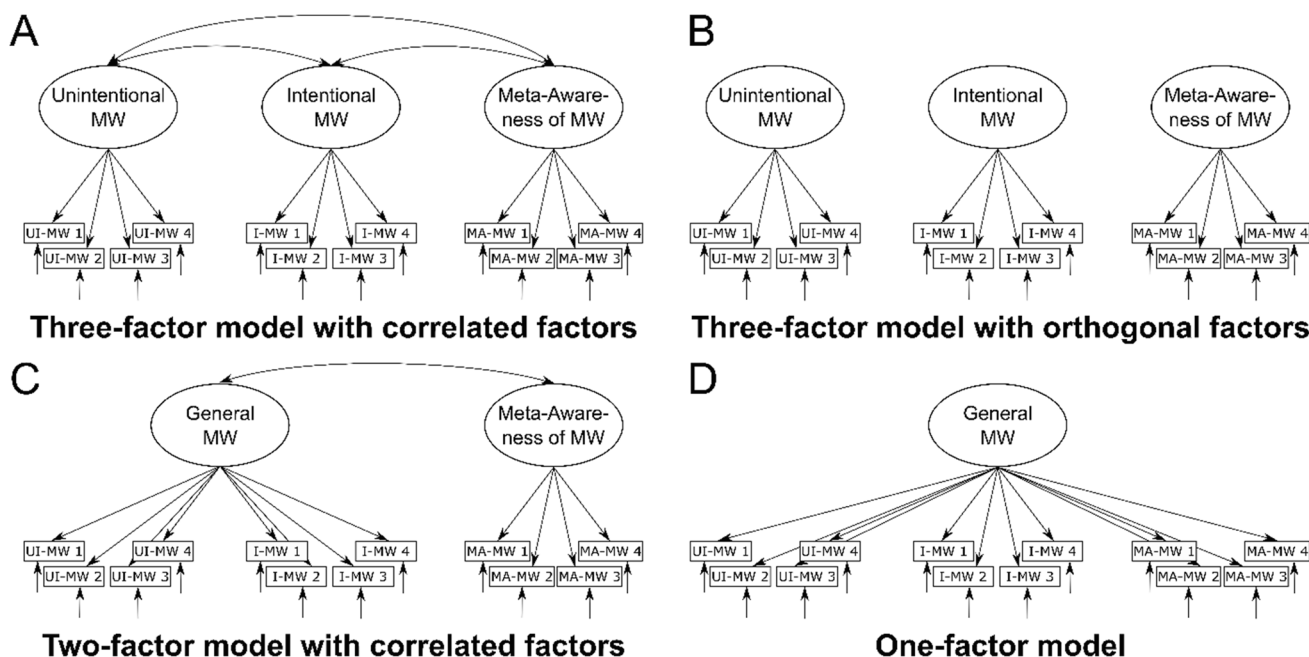 A
Unintentional
MW
Intentional
MW
Meta-Aware-
ness of MW
UI-MW 1
UI-MW 4
I-MW 1
I-MW 4
MA-MW 1
MA-MW 4
UI-MW 2
UI-MW 3
I-MW 2
I-MW 3
MA-MW 2
MA-MW 3
Three-factor model with correlated factors
B
Unintentional
MW
Intentional
MW
Meta-Aware-
ness of MW
UI-MW 1
UI-MW 4
I-MW 1
I-MW 4
MA-MW 1
MA-MW 4
UI-MW 2
UI-MW 3
I-MW 2
I-MW 3
MA-MW 2
MA-MW 3
Three-factor model with orthogonal factors
C
General
MW
Meta-Aware-
ness of MW
UI-MW 1
UI-MW 4
I-MW 1
I-MW 4
MA-MW 1
MA-MW 4
UI-MW 2
UI-MW 3
I-MW 2
I-MW 3
MA-MW 2
MA-MW 3
Two-factor model with correlated factors
D
General
MW
UI-MW 1
UI-MW 4
I-MW 1
I-MW 4
MA-MW 1
MA-MW 4
UI-MW 2
UI-MW 3
I-MW 2
I-MW 3
MA-MW 2
MA-MW 3
One-factor model